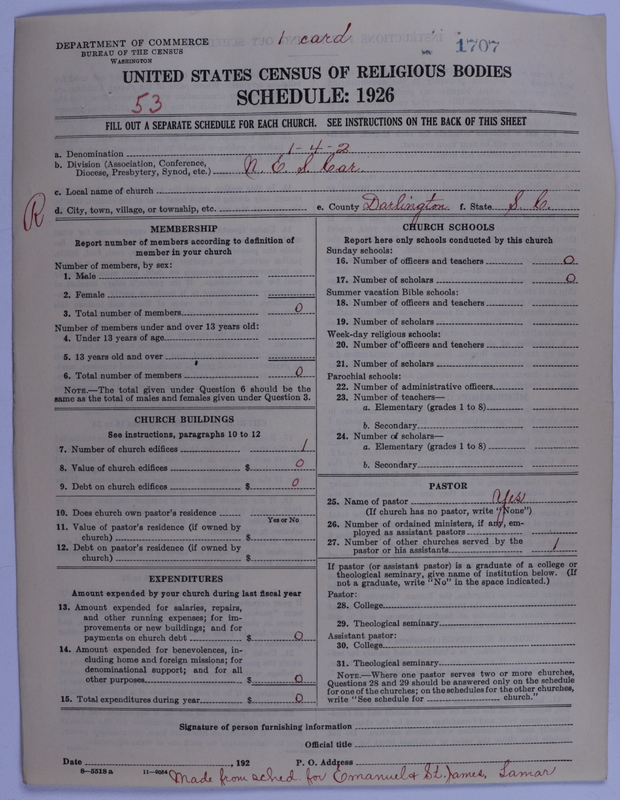 1 card
1707
DEPARTMENT OF COMMERCE
BUREAU OF THE CENSUS
WASHINGTON
UNITED STATES CENSUS OF RELIGIOUS BODIES
53
SCHEDULE: 1926
FILL OUT A SEPARATE SCHEDULE FOR EACH CHURCH. SEE INSTRUCTIONS ON THE BACK OF THIS SHEET
a. Denomination 1-4-2
b. Division (Association, Conference,
Diocese, Presbytery, Synod, etc.) N. E. S. Car.
c. Local name of church
R
d. City, town, village, or township, etc. e. County Darlington f. State S. C.
MEMBERSHIP
Report number of members according to definition of
member in your church
Number of members, by sex:
1. Male
2. Female
3. Total number of members 0
Number of members under and over 13 years old:
4. Under 13 years of age
5. 13 years old and over
6. Total number of members 0
NOTE.—The total given under Question 6 should be the
same as the total of males and females given under Question 3.
CHURCH BUILDINGS
See instructions, paragraphs 10 to 12
7. Number of church edifices 1
8. Value of church edifices $ 0
9. Debt on church edifices $ 0
10. Does church own pastor's residence
Yes or No
11. Value of pastor's residence (if owned by
church) $
12. Debt on pastor's residence (if owned by
church) $
EXPENDITURES
Amount expended by your church during last fiscal year
13. Amount expended for salaries, repairs,
and other running expenses; for im-
provements or new buildings; and for
payments on church debt $ 0
14. Amount expended for benevolences, in-
cluding home and foreign missions; for
denominational support; and for all
other purposes $ 0
15. Total expenditures during year $ 0
CHURCH SCHOOLS
Report here only schools conducted by this church
Sunday schools:
16. Number of officers and teachers 0
17. Number of scholars 0
Summer vacation Bible schools:
18. Number of officers and teachers
19. Number of scholars
Week-day religious schools:
20. Number of officers and teachers
21. Number of scholars
Parochial schools:
22. Number of administrative officers
23. Number of teachers—
a. Elementary (grades 1 to 8)
b. Secondary
24. Number of scholars—
a. Elementary (grades 1 to 8)
b. Secondary
PASTOR
25. Name of pastor Yes
(If church has no pastor, write "None")
26. Number of ordained ministers, if any, em-
ployed as assistant pastors
27. Number of other churches served by the
pastor or his assistants 1
If pastor (or assistant pastor) is a graduate of a college or
theological seminary, give name of institution below. (If
not a graduate, write "No" in the space indicated.)
Pastor:
28. College
29. Theological seminary
Assistant pastor:
30. College
31. Theological seminary
NOTE.—Where one pastor serves two or more churches,
Questions 28 and 29 should be answered only on the schedule
for one of the churches; on the schedules for the other churches,
write "See schedule for church."
Signature of person furnishing information
Official title
Date , 192 P. O. Address
8-5518a 11-9084
Made from sched. for Emanuel & St. James, Lamar